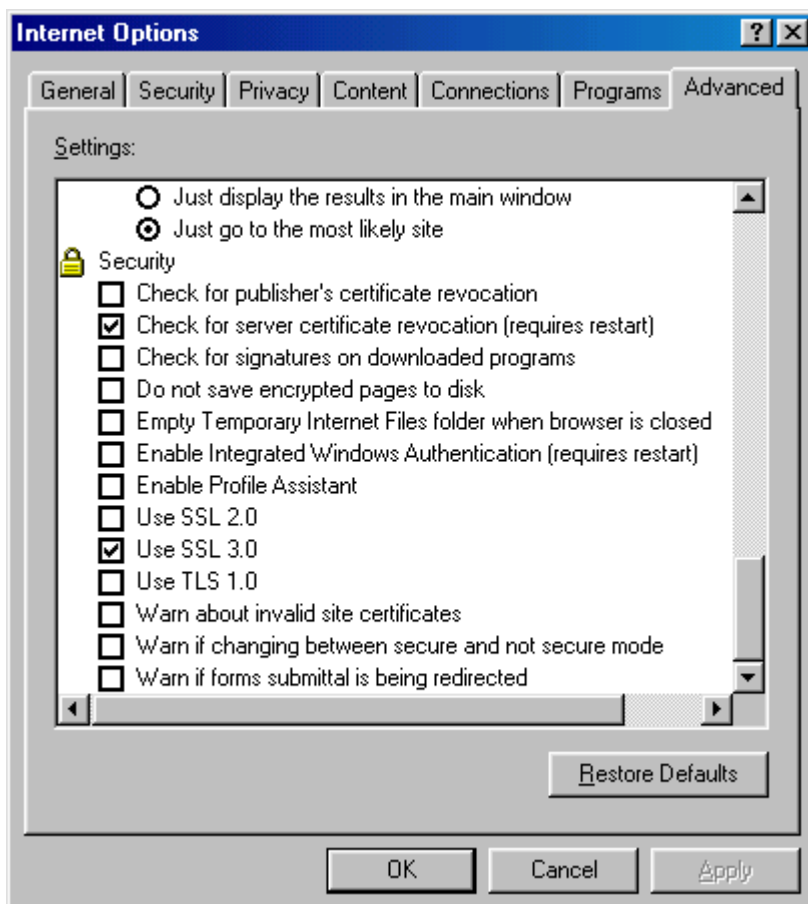 Internet Options
General Security Privacy Content Connections Programs Advanced
Settings:
Just display the results in the main window
Just go to the most likely site
Security
Check for publisher's certificate revocation
Check for server certificate revocation (requires restart)
Check for signatures on downloaded programs
Do not save encrypted pages to disk
Empty Temporary Internet Files folder when browser is closed
Enable Integrated Windows Authentication (requires restart)
Enable Profile Assistant
Use SSL 2.0
Use SSL 3.0
Use TLS 1.0
Warn about invalid site certificates
Warn if changing between secure and not secure mode
Warn if forms submittal is being redirected
Restore Defaults
OK Cancel Apply